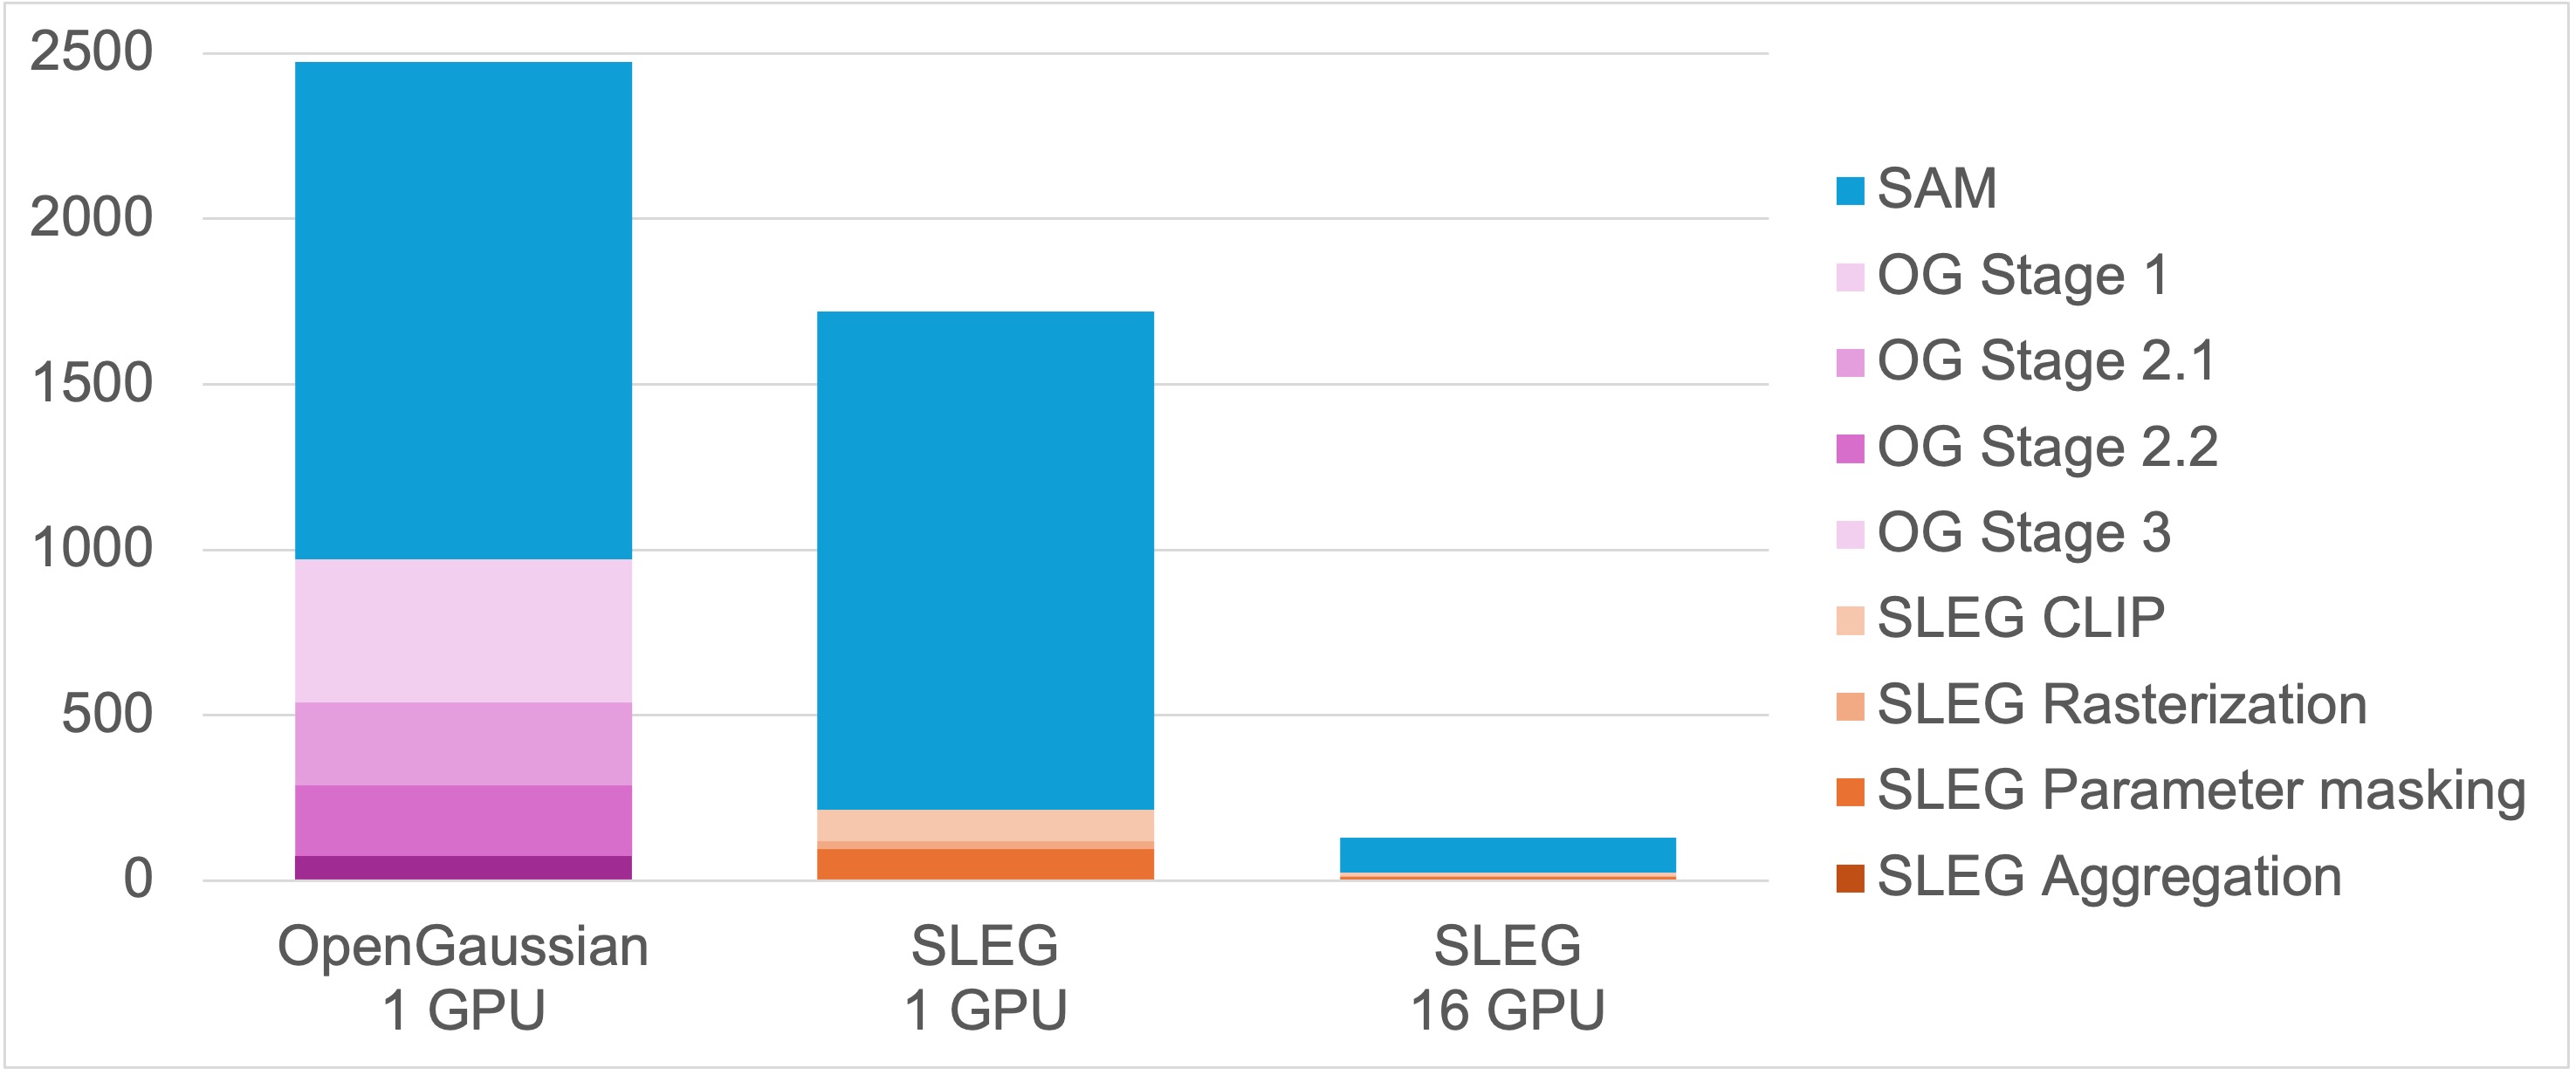 2500
2000
1500
1000
500
0
OpenGaussian
1 GPU
SLEG
1 GPU
SLEG
16 GPU
SAM
OG Stage 1
OG Stage 2.1
OG Stage 2.2
OG Stage 3
SLEG CLIP
SLEG Rasterization
SLEG Parameter masking
SLEG Aggregation